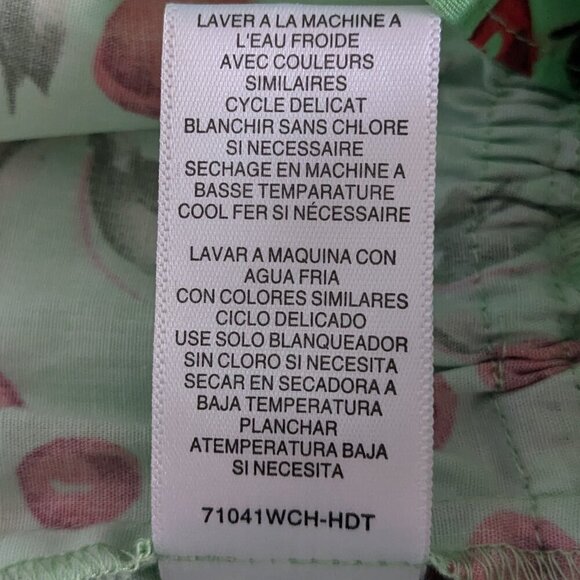 LAVER A LA MACHINE A
L'EAU FROIDE
AVEC COULEURS
SIMILAIRES
CYCLE DELICAT
BLANCHIR SANS CHLORE
SI NECESSAIRE
SECHAGE EN MACHINE A
BASSE TEMPARATURE
COOL FER SI NÉCESSAIRE
LAVAR A MAQUINA CON
AGUA FRIA
CON COLORES SIMILARES
CICLO DELICADO
USE SOLO BLANQUEADOR
SIN CLORO SI NECESITA
SECAR EN SECADORA A
BAJA TEMPERATURA
PLANCHAR
ATEMPERATURA BAJA
SI NECESITA
71041WCH-HDT